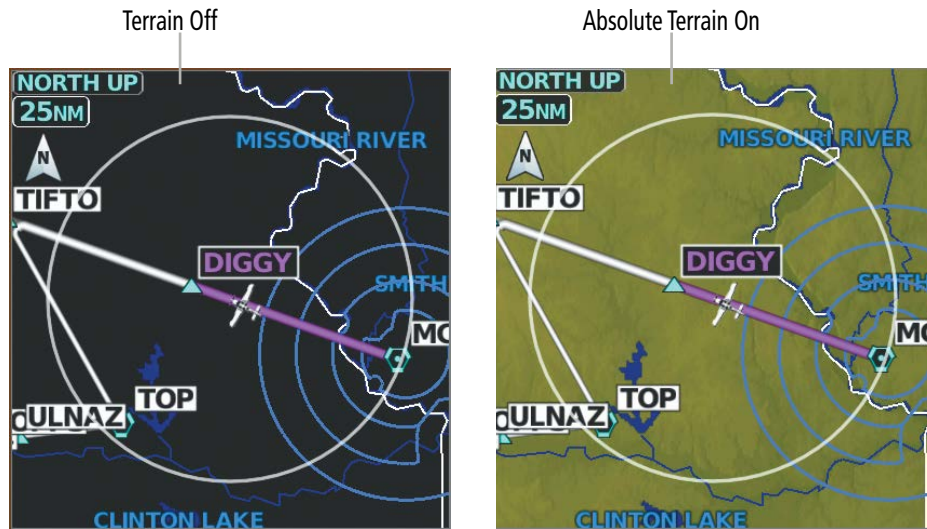 Terrain Off
Absolute Terrain On
NORTH UP
25NM
N
MISSOURI RIVER
TIFTO
DIGGY
SMITH
MC
TOP
ULNAZ
CLINTON LAKE
NORTH UP
25NM
N
MISSOURI RIVER
TIFTO
DIGGY
SMITH
TOP
ULNAZ
CLINTON LAKE